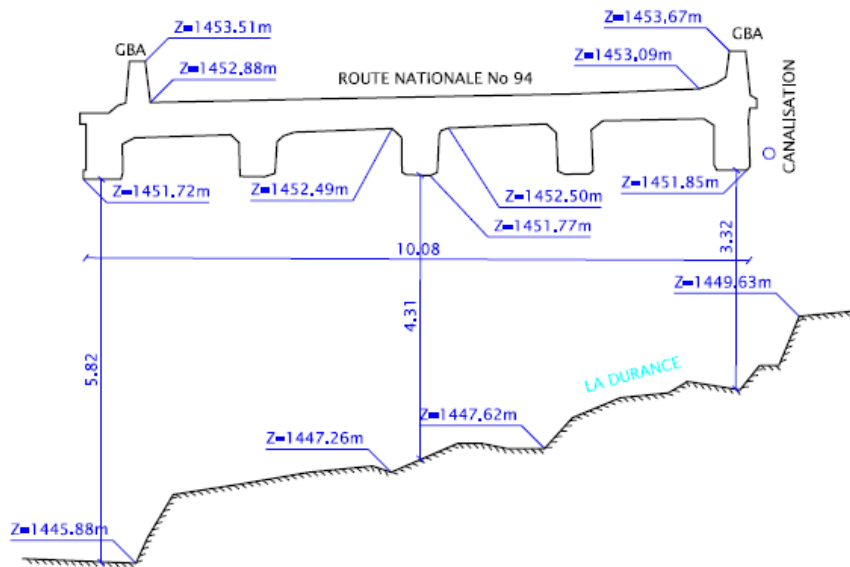 Z=1453.51m
Z=1453.67m
GBA
GBA
Z=1452.88m
ROUTE NATIONALE No 94
Z=1453.09m
CANALISATION
Z=1451.72m
Z=1452.49m
Z=1452.50m
Z=1451.85m
Z=1451.77m
10.08
3.32
Z=1449.63m
4.31
5.82
LA DURANCE
Z=1447.62m
Z=1447.26m
Z=1445.88m